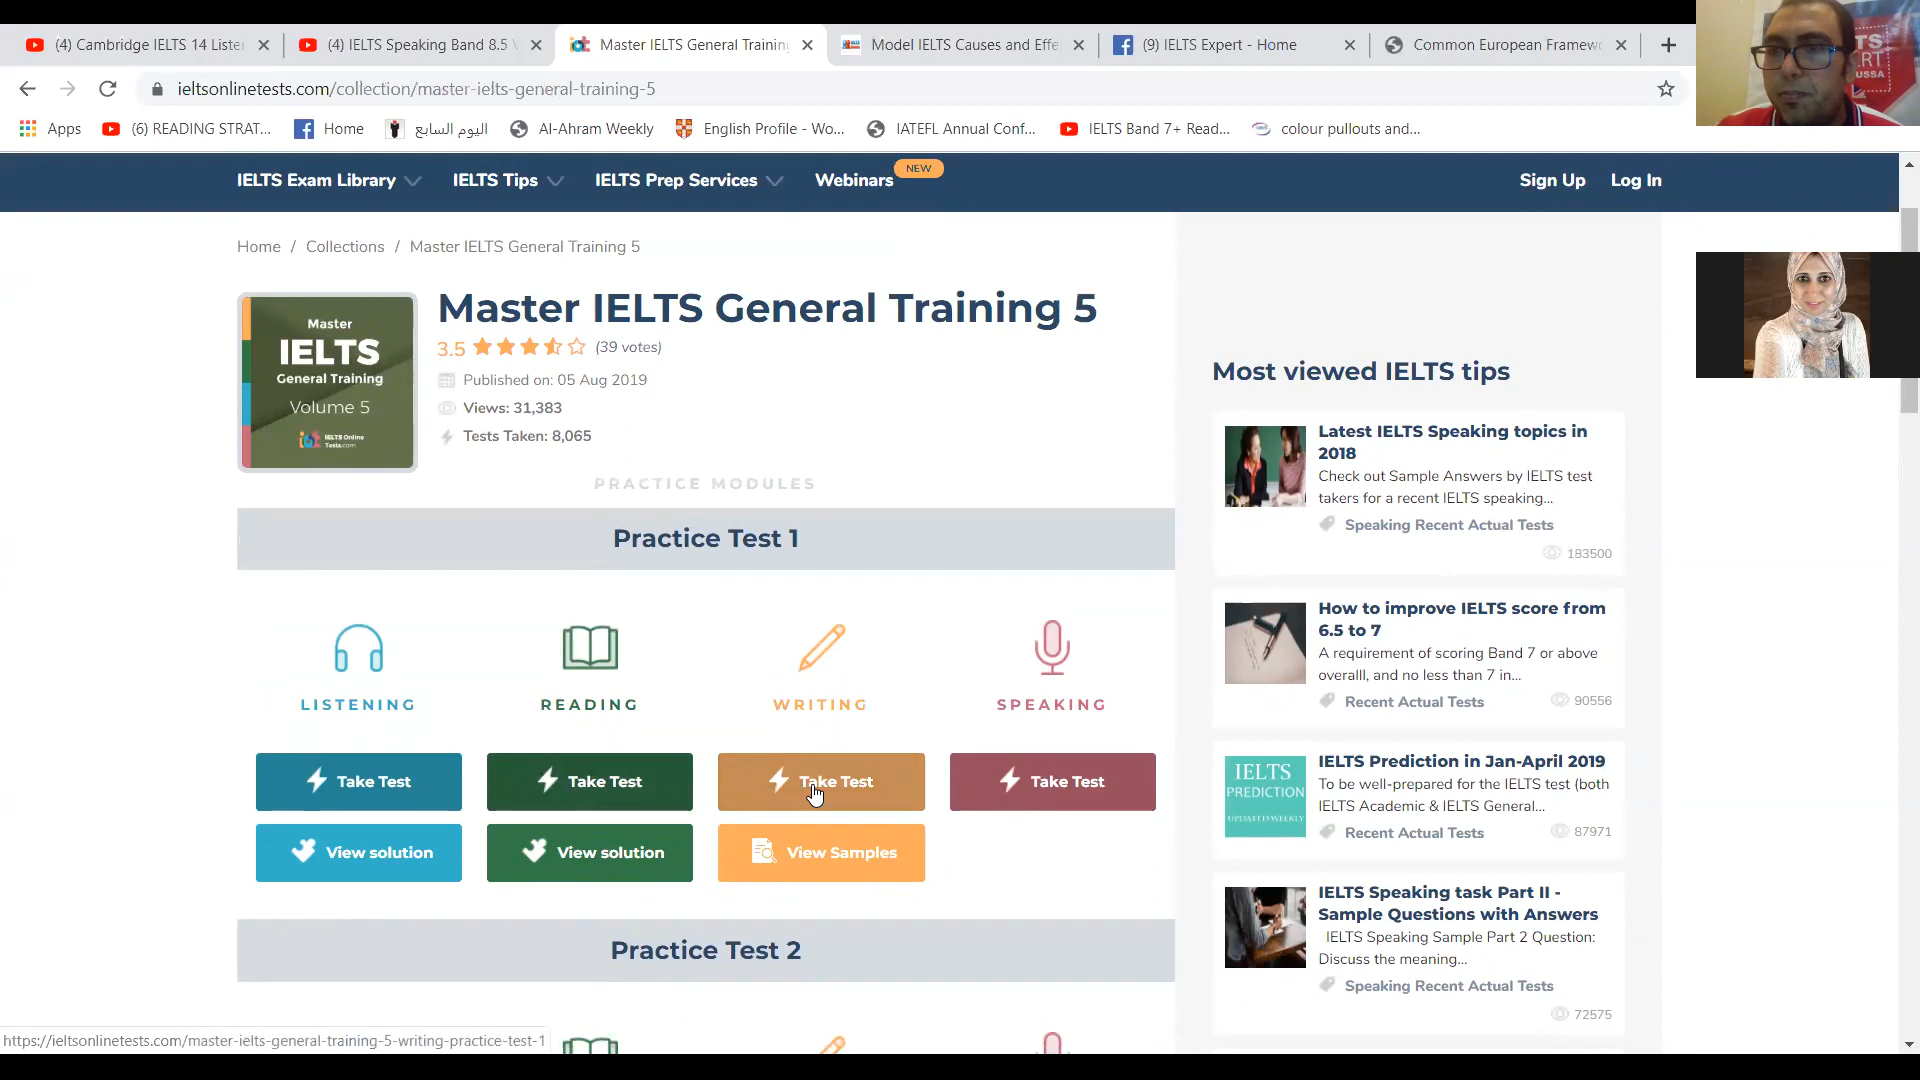 (4) Cambridge IELTS 14 Liste
(4) IELTS Speaking Band 8.5
Master IELTS General Training
Model IELTS Causes and Effe
(9) IELTS Expert - Home
Common European Framew
ieltsonlinetests.com/collection/master-ielts-general-training-5
Apps
(6) READING STRAT...
Home
اليوم السابع
Al-Ahram Weekly
English Profile - Wo...
IATEFL Annual Conf...
IELTS Band 7+ Read...
colour pullouts and...
IELTS Exam Library
IELTS Tips
IELTS Prep Services
Webinars
NEW
Sign Up
Log In
Home / Collections / Master IELTS General Training 5
Master
IELTS
General Training
Volume 5
IELTS Online
Tests.com
Master IELTS General Training 5
3.5
(39 votes)
Published on: 05 Aug 2019
Views: 31,383
Tests Taken: 8,065
PRACTICE MODULES
Practice Test 1
LISTENING
READING
WRITING
SPEAKING
Take Test
Take Test
Take Test
Take Test
View solution
View solution
View Samples
Practice Test 2
Most viewed IELTS tips
Latest IELTS Speaking topics in
2018
Check out Sample Answers by IELTS test
takers for a recent IELTS speaking...
Speaking Recent Actual Tests
183500
How to improve IELTS score from
6.5 to 7
A requirement of scoring Band 7 or above
overalll, and no less than 7 in...
Recent Actual Tests
90556
IELTS
PREDICTION
UPDATED WEEKLY
IELTS Prediction in Jan-April 2019
To be well-prepared for the IELTS test (both
IELTS Academic & IELTS General...
Recent Actual Tests
87971
IELTS Speaking task Part II -
Sample Questions with Answers
IELTS Speaking Sample Part 2 Question:
Discuss the meaning...
Speaking Recent Actual Tests
72575
https://ieltsonlinetests.com/master-ielts-general-training-5-writing-practice-test-1